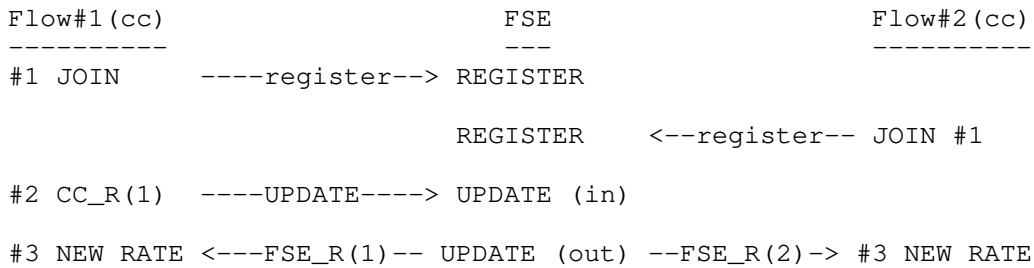 Flow#1(cc)                     FSE                    Flow#2(cc)
----------                     ---                    ----------
#1 JOIN     ----register--> REGISTER
                            REGISTER    <--register-- JOIN #1
#2 CC_R(1)  ----UPDATE----> UPDATE (in)
#3 NEW RATE <---FSE_R(1)-- UPDATE (out) --FSE_R(2)-> #3 NEW RATE